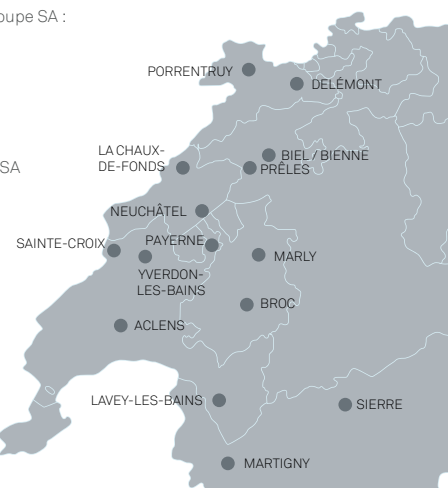 oupe SA :
PORRENTRUY
DELÉMONT
LA CHAUX-
DE-FONDS
BIEL / BIENNE
PRÊLES
SA
NEUCHÂTEL
SAINTE-CROIX
PAYERNE
MARLY
YVERDON-
LES-BAINS
BROC
ACLENS
LAVEY-LES-BAINS
SIERRE
MARTIGNY